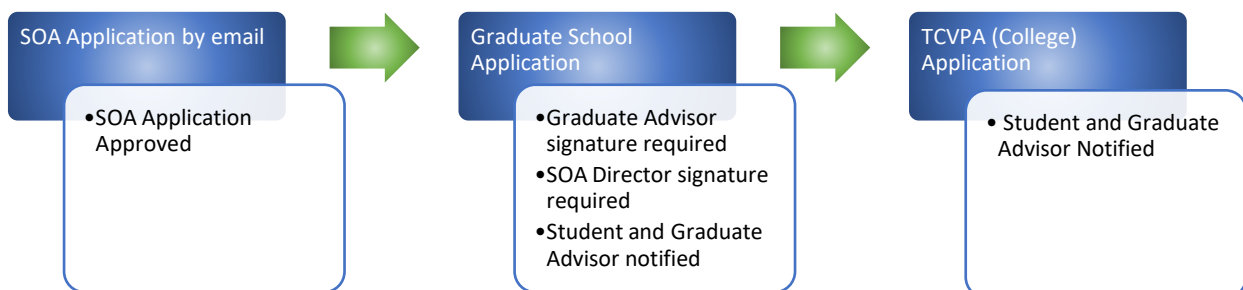 SOA Application by email
•SOA Application
Approved
Graduate School
Application
•Graduate Advisor
signature required
•SOA Director signature
required
•Student and Graduate
Advisor notified
TCVPA (College)
Application
• Student and Graduate
Advisor Notified